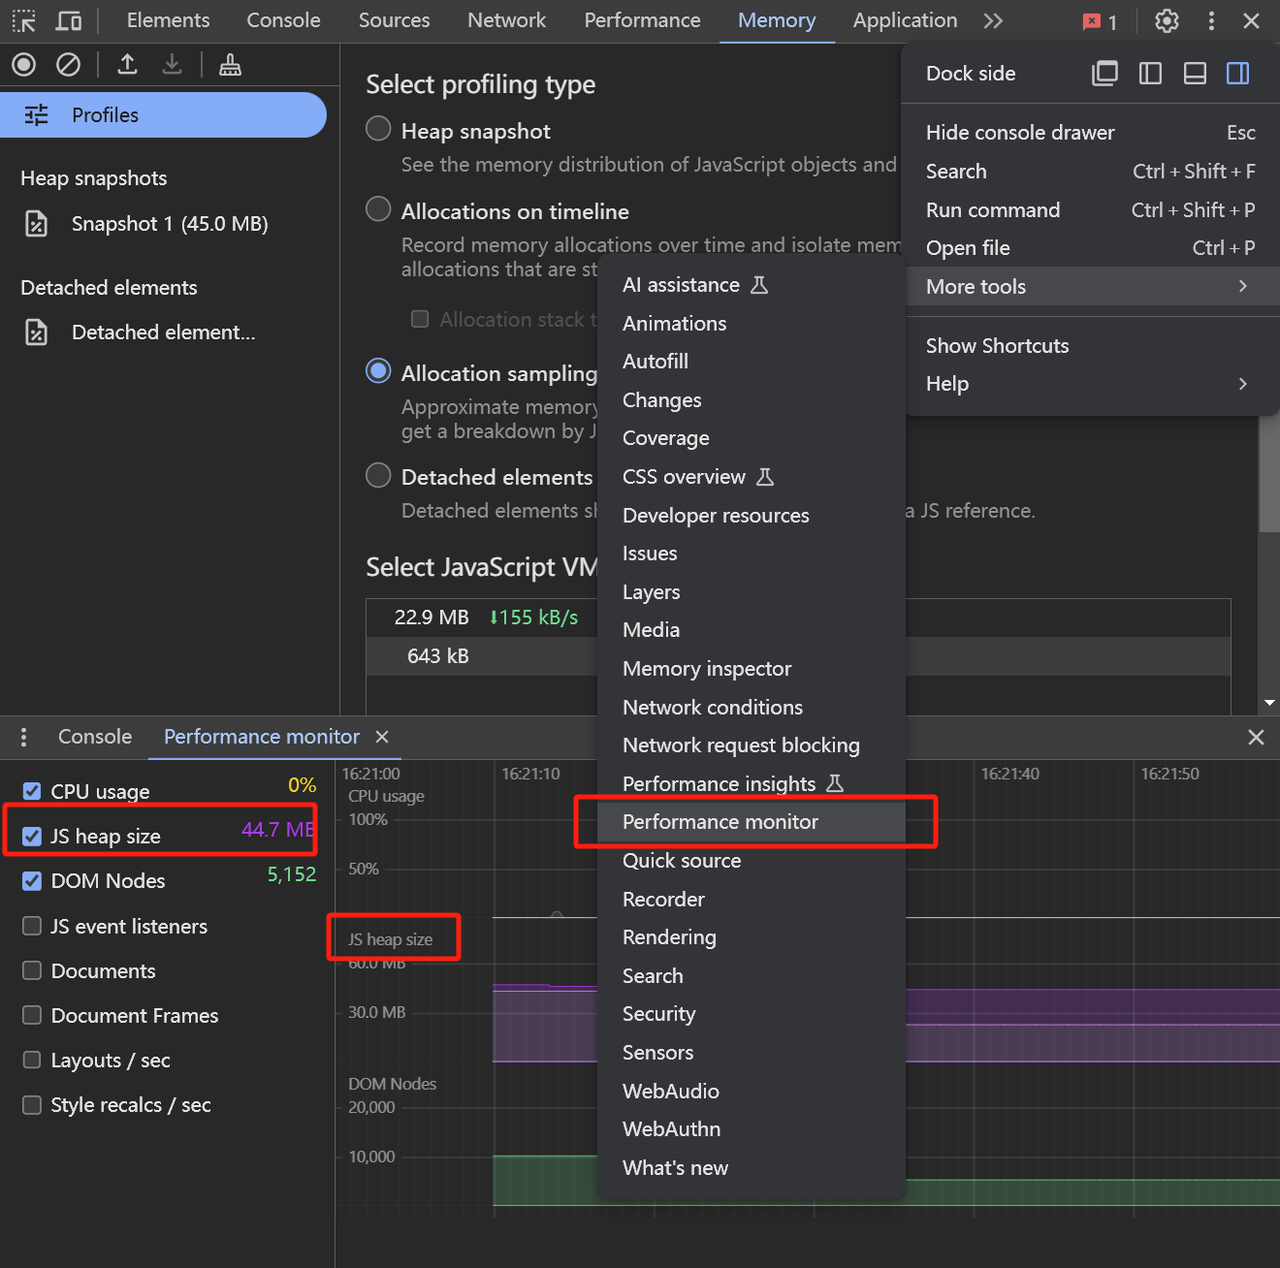 Elements Console Sources Network Performance Memory Application 1
Dock side
Hide console drawer Esc
Search Ctrl + Shift + F
Run command Ctrl + Shift + P
Open file Ctrl + P
More tools
Show Shortcuts
Help
Profiles
Heap snapshots
Snapshot 1 (45.0 MB)
Detached elements
Detached element...
Select profiling type
Heap snapshot
See the memory distribution of JavaScript objects and
Allocations on timeline
Record memory allocations over time and isolate mem
allocations that are st
Allocation stack t
Allocation sampling
Approximate memory
get a breakdown by J
Detached elements
Detached elements s
a JS reference.
Select JavaScript VM
22.9 MB ⬇155 kB/s
643 kB
AI assistance
Animations
Autofill
Changes
Coverage
CSS overview
Developer resources
Issues
Layers
Media
Memory inspector
Network conditions
Network request blocking
Performance insights
Performance monitor
Quick source
Recorder
Rendering
Search
Security
Sensors
WebAudio
WebAuthn
What's new
Console Performance monitor
CPU usage 0%
JS heap size 44.7 MB
DOM Nodes 5,152
JS event listeners
Documents
Document Frames
Layouts / sec
Style recalcs / sec
16:21:00 16:21:10 16:21:40 16:21:50
CPU usage
100%
50%
JS heap size
60.0 MB
30.0 MB
DOM Nodes
20,000
10,000